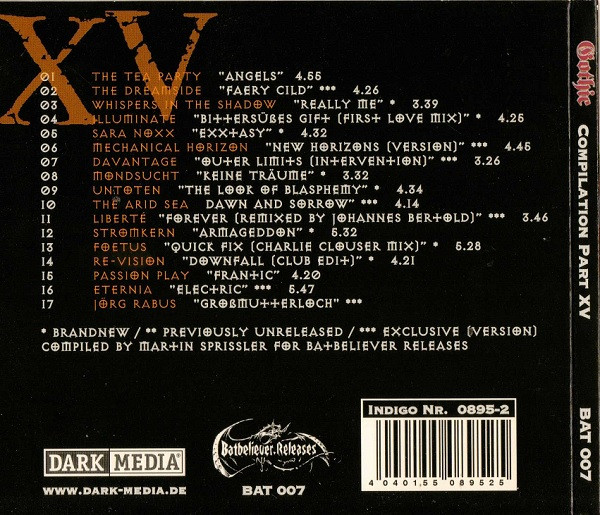 XV
01 THE TEA PARTY "ANGELS" 4.55
02 THE DREAMSIDE "FAERY CILD" *** 4.26
03 WHISPERS IN THE SHADOW "REALLY ME" * 3.39
04 ILLUMINATE "BITTERSÜßES GIFT (FIRST LOVE MIX)" * 4.25
05 SARA NOXX "EXXTASY" * 4.32
06 MECHANICAL HORIZON "NEW HORIZONS (VERSION)" *** 4.45
07 DAVANTAGE "OUTER LIMITS (INTERVENTION)" *** 3.26
08 MONDSUCHT "REINE TRÄUME" * 3.32
09 UNTOTEN "THE LOOK OF BLASPHEMY" * 4.34
10 THE ARID SEA DAWN AND SORROW" *** 4.14
11 LIBERTÉ "FOREVER (REMIXED BY JOHANNES BERTOLD)" *** 3.46
12 STROMKERN "ARMAGEDDON" * 5.32
13 FOETUS "QUICK FIX (CHARLIE CLOUSER MIX)" * 5.28
14 RE-VISION "DOWNFALL (CLUB EDIT)" * 4.21
15 PASSION PLAY "FRANTIC" 4.20
16 ETERNIA "ELECTRIC" *** 5.47
17 JÖRG RABUS "GROßMUTTERLOCH" ***
* BRANDNEW / ** PREVIOUSLY UNRELEASED / *** EXCLUSIVE (VERSION)
COMPILED BY MARTIN SPRISSLER FOR BATBELIEVER RELEASES
DARK MEDIA
WWW.DARK-MEDIA.DE
Batbeliever Releases
BAT 007
INDIGO NR. 0895-2
4 040155 089525
Gothic COMPILATION PART XV BAT 007